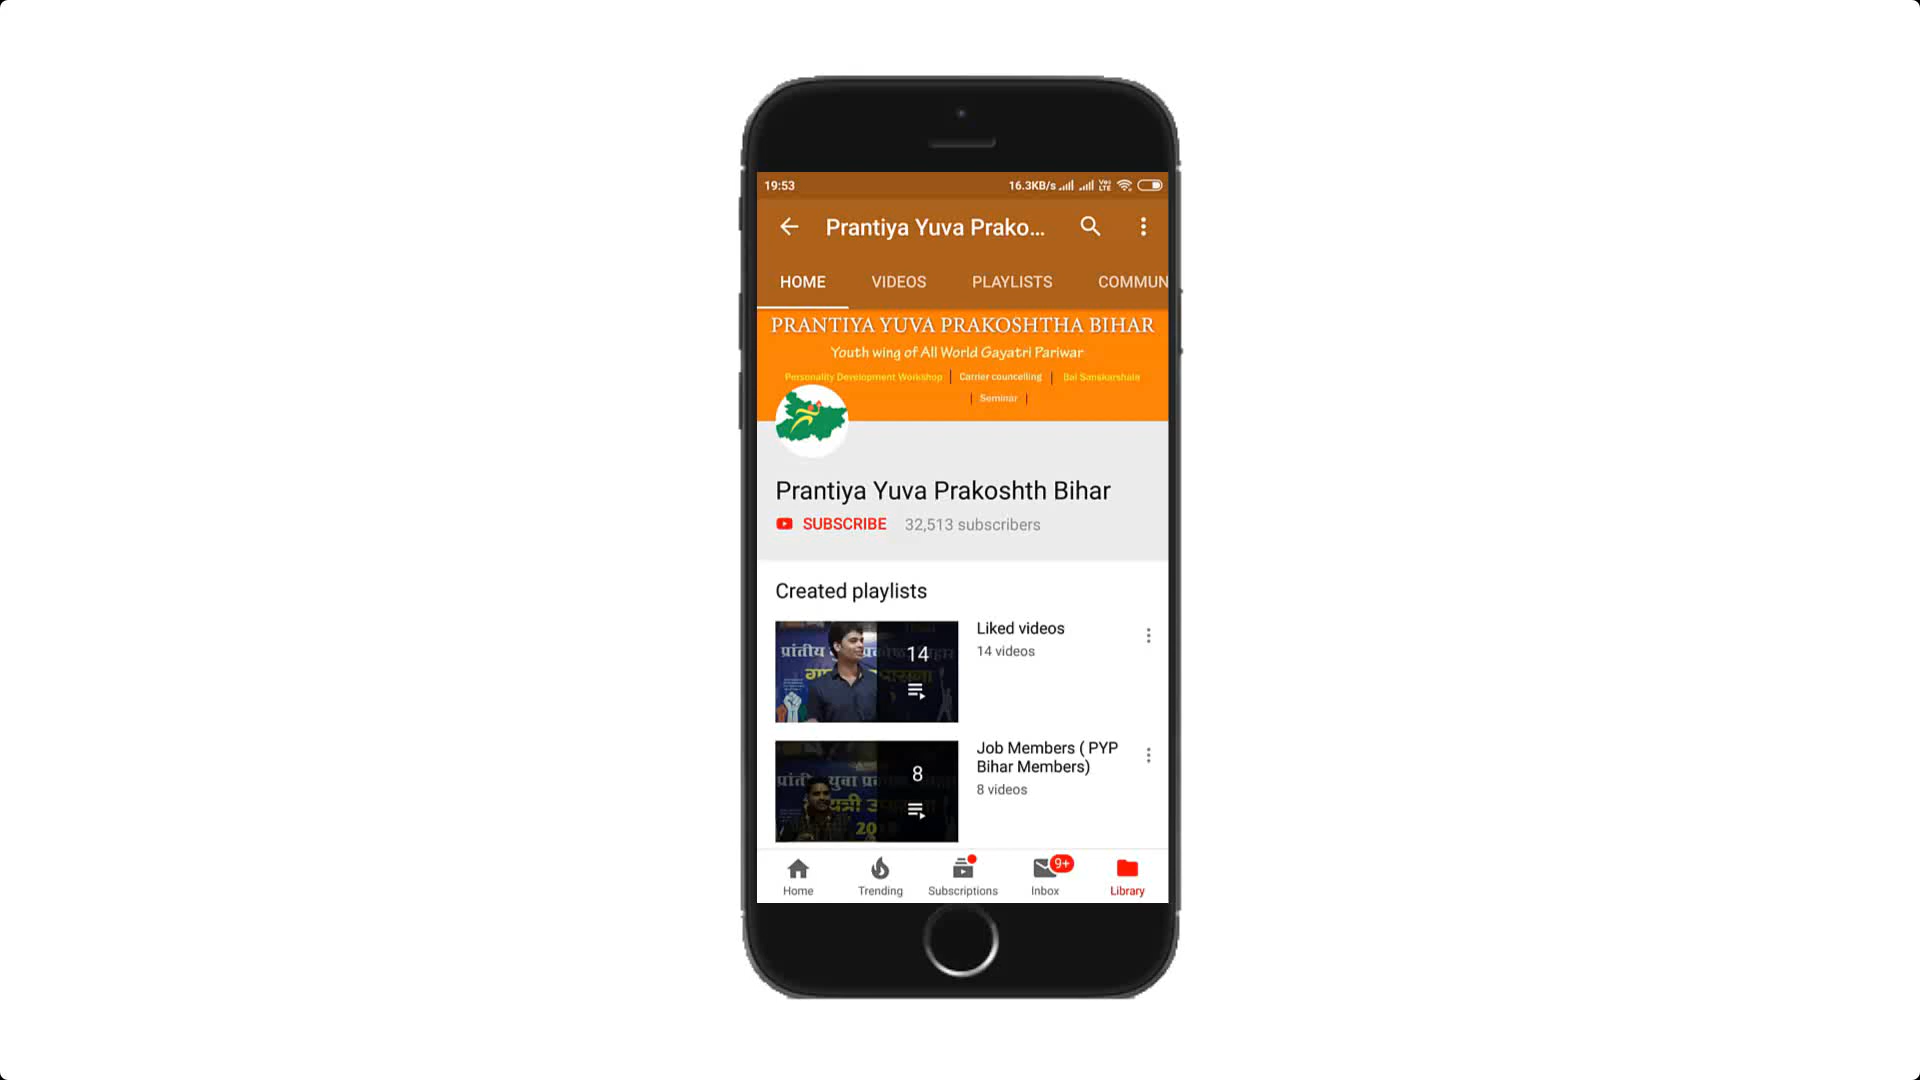 19:53
16.3KB/s
Vo) LTE
Prantiya Yuva Prako...
HOME VIDEOS PLAYLISTS COMMUN
PRANTIYA YUVA PRAKOSHTHA BIHAR
Youth wing of All World Gayatri Pariwar
Personality Development Workshop | Carrier councelling | Bal Sanskarshala
| Seminar |
Prantiya Yuva Prakoshth Bihar
SUBSCRIBE 32,513 subscribers
Created playlists
प्रांतीय
14
Liked videos
14 videos
युवा
8
Job Members ( PYP
Bihar Members)
8 videos
Home Trending Subscriptions Inbox 9+ Library